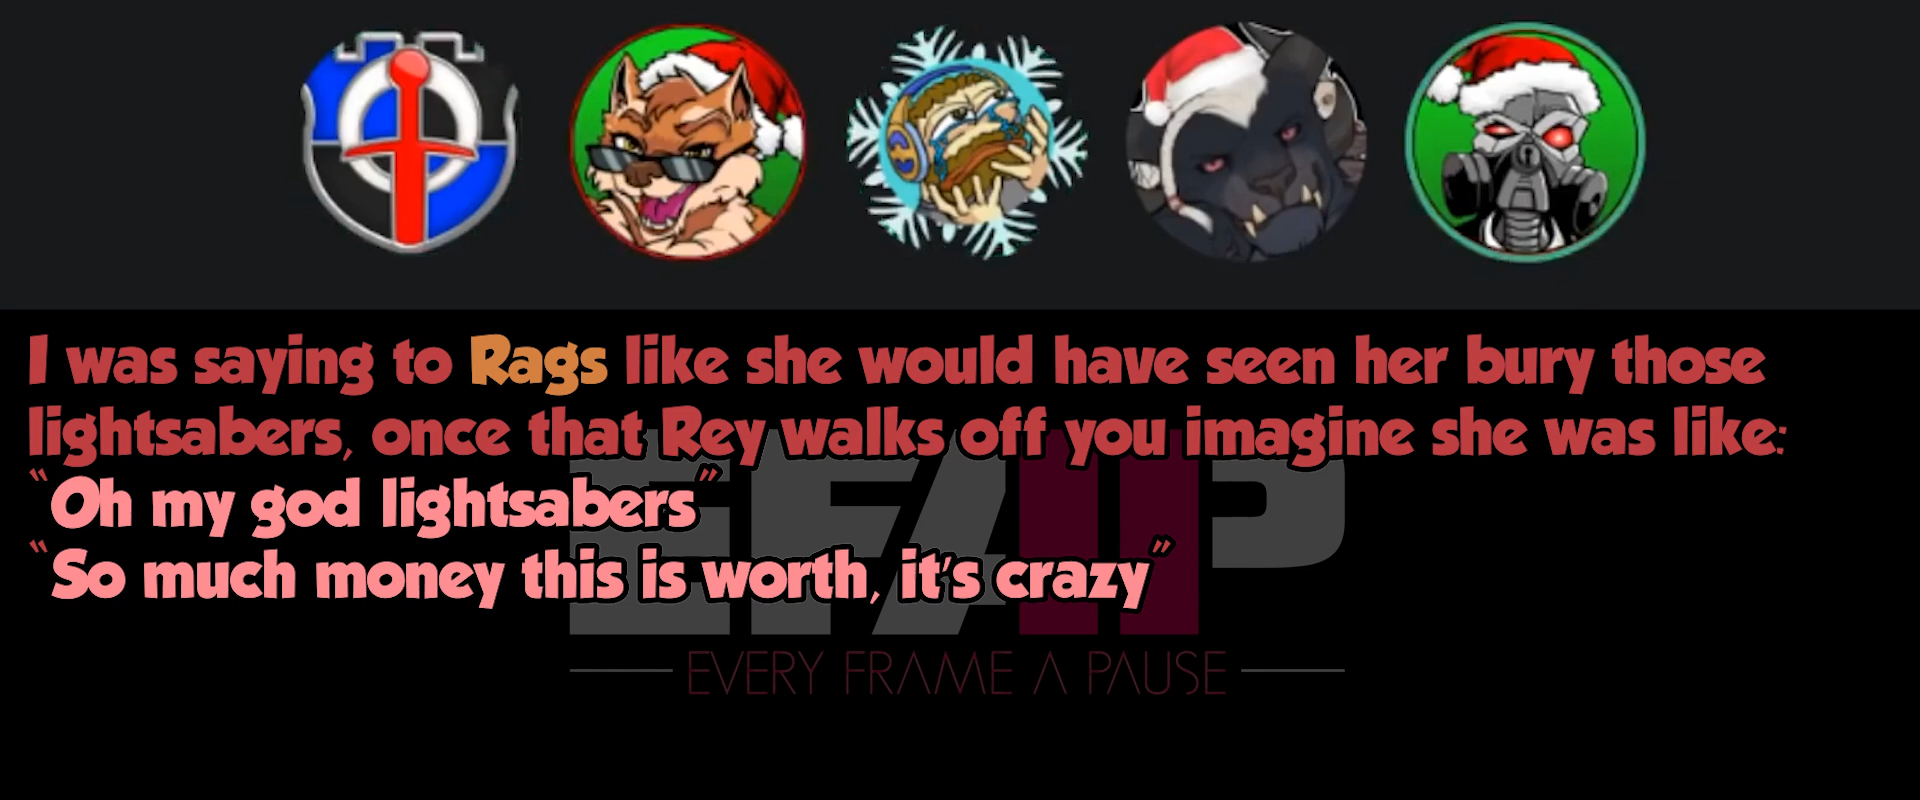 I was saying to Rags like she would have seen her bury those
lightsabers, once that Rey walks off you imagine she was like:
"Oh my god lightsabers"
"So much money this is worth, it's crazy"
EFAP
EVERY FRAME A PAUSE